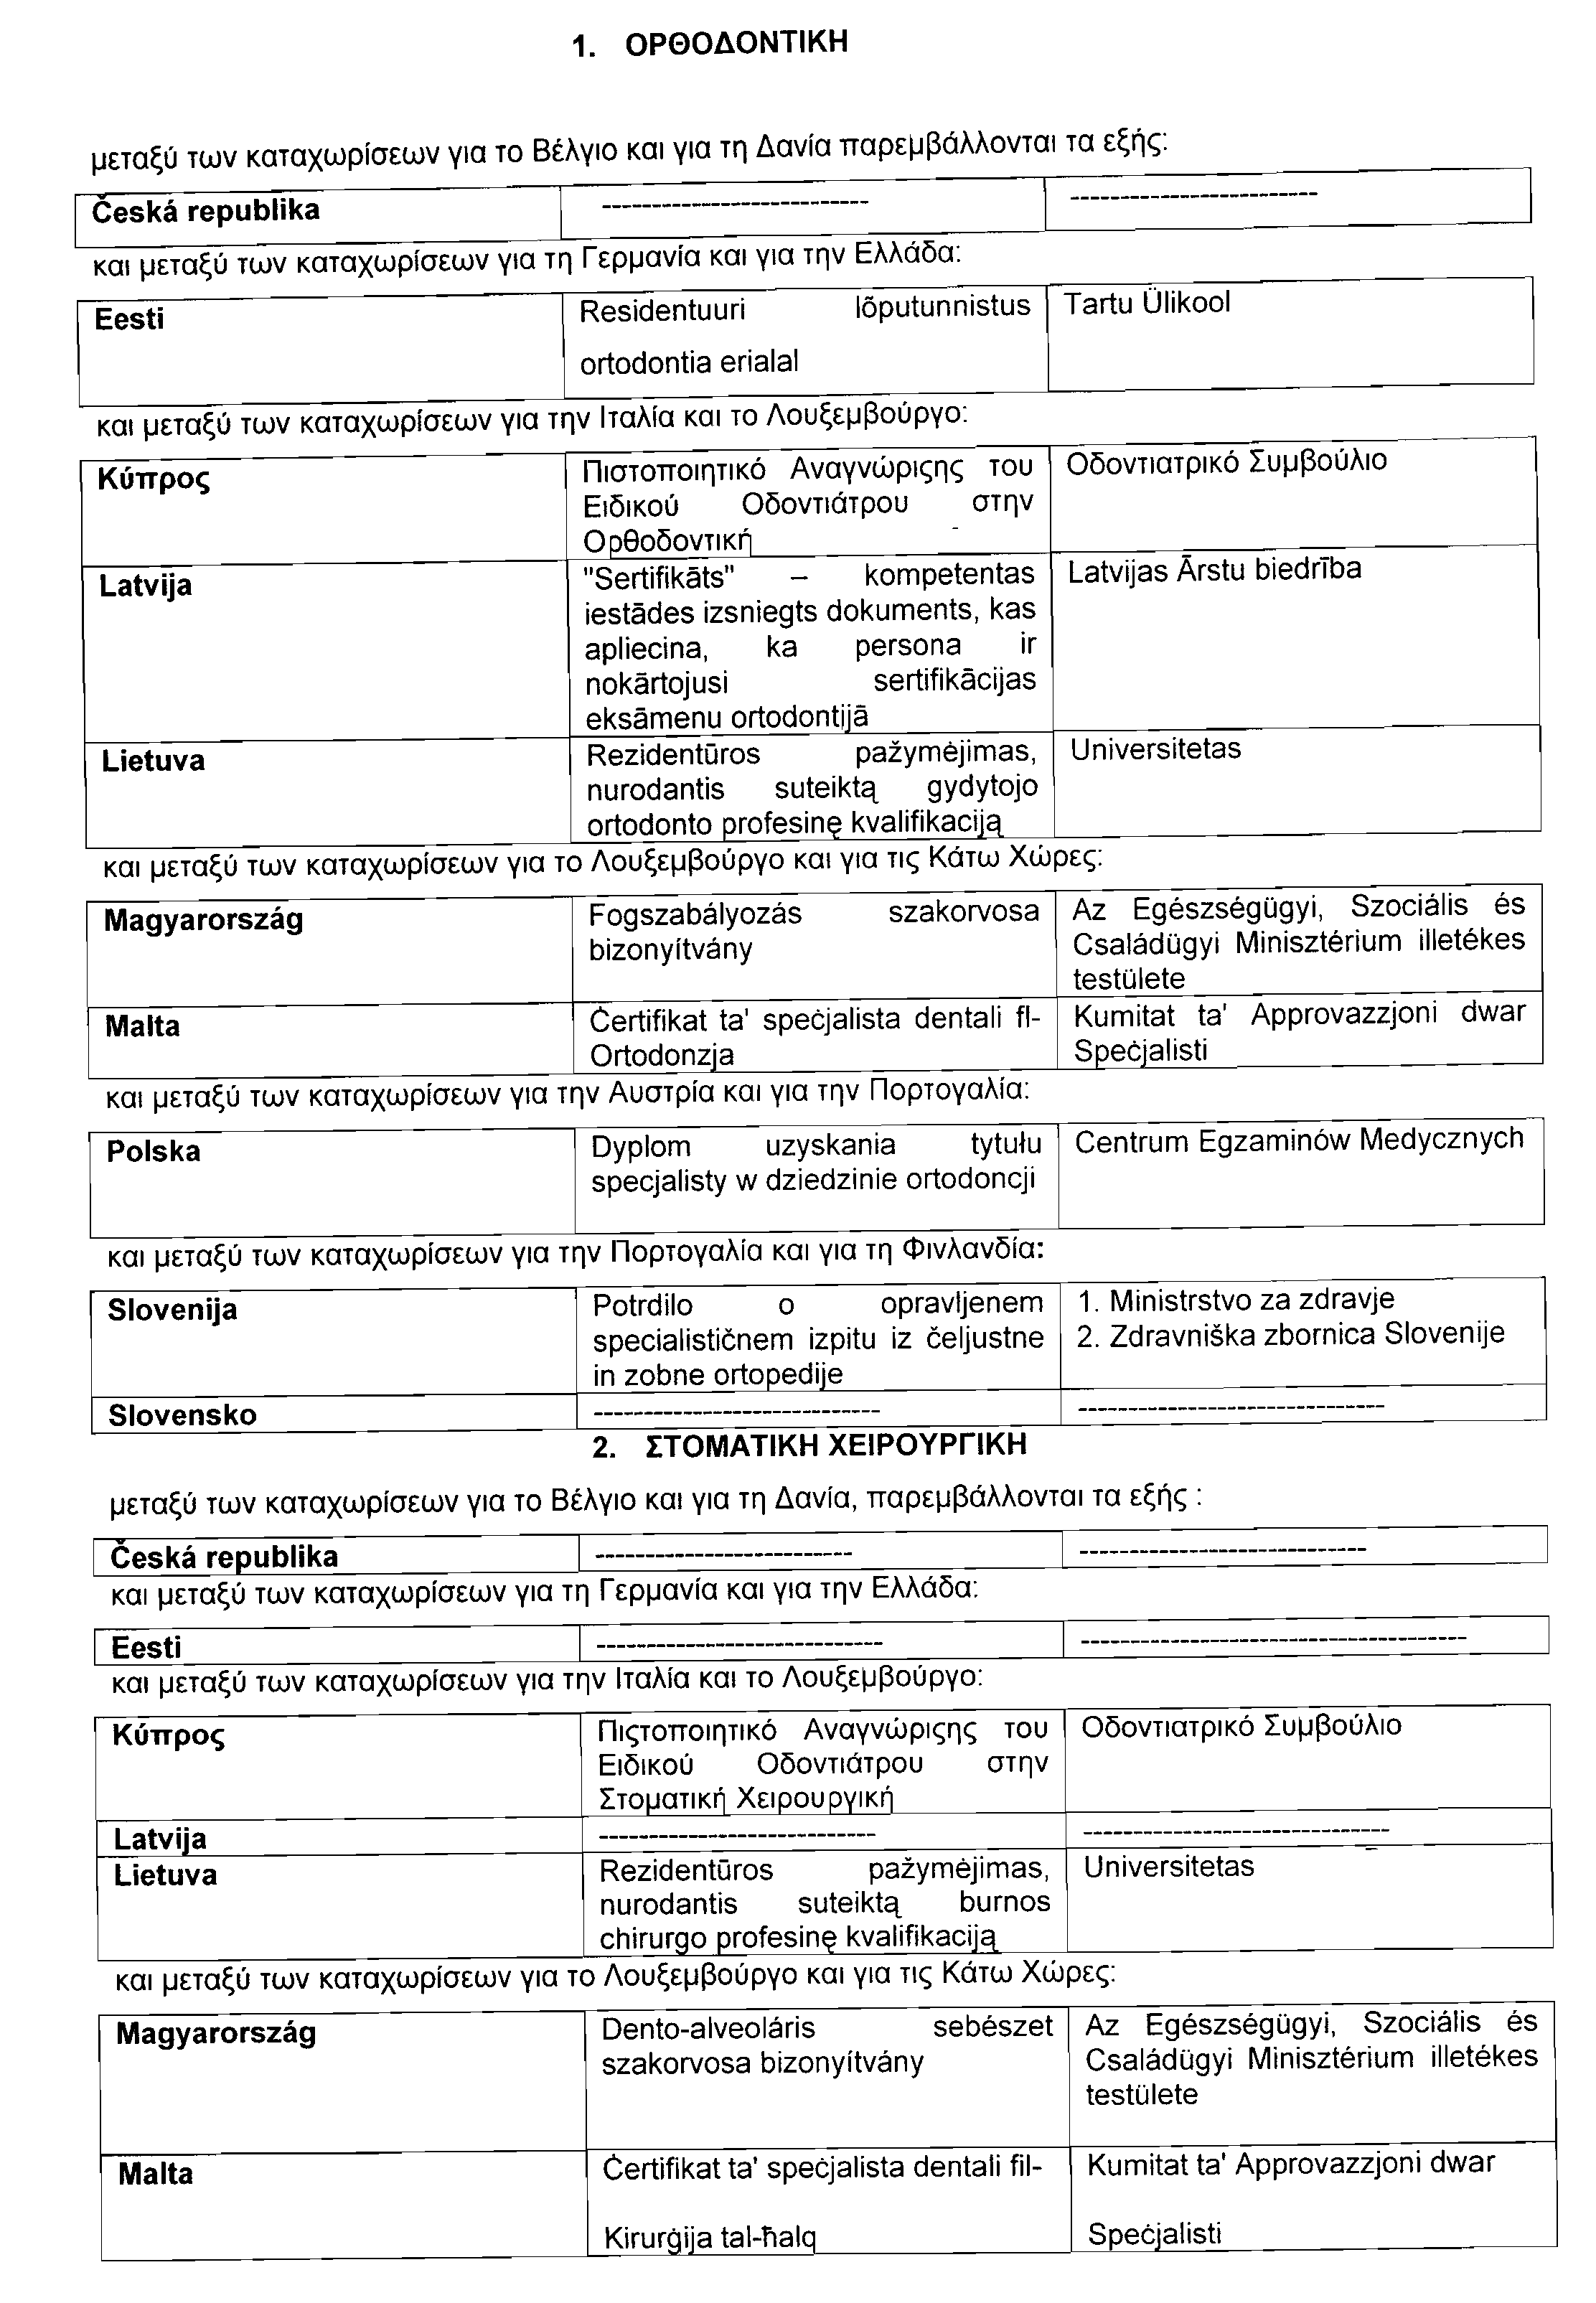 1. ΟΡΘΟΔΟΝΤΙΚΗ
μεταξύ των καταχωρίσεων για το Βέλγιο και για τη Δανία παρεμβάλλονται τα εξής:
Česká republika --------------------------- -------------------------
και μεταξύ των καταχωρίσεων για τη Γερμανία και για την Ελλάδα:
Eesti
Residentuuri lõputunnistus
ortodontia erialal
Tartu Ülikool
και μεταξύ των καταχωρίσεων για την Ιταλία και το Λουξεμβούργο:
Κύπρος
Πιστοποιητικό Αναγνώριςης του
Ειδικού Οδοντιάτρου στην
Ορθοδοντική
Οδοντιατρικό Συμβούλιο
Latvija
"Sertifikāts" – kompetentas
iestādes izsniegts dokuments, kas
apliecina, ka persona ir
nokārtojusi sertifikācijas
eksāmenu ortodontijā
Latvijas Ārstu biedrība
Lietuva
Rezidentūros pažymėjimas,
nurodantis suteiktą gydytojo
ortodonto profesinę kvalifikaciją
Universitetas
και μεταξύ των καταχωρίσεων για το Λουξεμβούργο και για τις Κάτω Χώρες:
Magyarország
Fogszabályozás szakorvosa
bizonyítvány
Az Egészségügyi, Szociális és
Családügyi Minisztérium illetékes
testülete
Malta
Ċertifikat ta' speċjalista dentali fl-
Ortodonzja
Kumitat ta' Approvazzjoni dwar
Speċjalisti
και μεταξύ των καταχωρίσεων για την Αυστρία και για την Πορτογαλία:
Polska
Dyplom uzyskania tytułu
specjalisty w dziedzinie ortodoncji
Centrum Egzaminów Medycznych
και μεταξύ των καταχωρίσεων για την Πορτογαλία και για τη Φινλανδία:
Slovenija
Potrdilo o opravljenem
specialističnem izpitu iz čeljustne
in zobne ortopedije
1. Ministrstvo za zdravje
2. Zdravniška zbornica Slovenije
Slovensko ----------------------------- -------------------------------
2. ΣΤΟΜΑΤΙΚΗ ΧΕΙΡΟΥΡΓΙΚΗ
μεταξύ των καταχωρίσεων για το Βέλγιο και για τη Δανία, παρεμβάλλονται τα εξής :
Česká republika -------------------------- -----------------------------
και μεταξύ των καταχωρίσεων για τη Γερμανία και για την Ελλάδα:
Eesti ----------------------------- ---------------------------------------
και μεταξύ των καταχωρίσεων για την Ιταλία και το Λουξεμβούργο:
Κύπρος
Πιςτοποιητικό Αναγνώριςης του
Ειδικού Οδοντιάτρου στην
Στοματική Χειρουργική
Οδοντιατρικό Συμβούλιο
Latvija ---------------------------- -------------------------------
Lietuva
Rezidentūros pažymėjimas,
nurodantis suteiktą burnos
chirurgo profesinę kvalifikaciją
Universitetas
και μεταξύ των καταχωρίσεων για το Λουξεμβούργο και για τις Κάτω Χώρες:
Magyarország
Dento-alveoláris sebészet
szakorvosa bizonyítvány
Az Egészségügyi, Szociális és
Családügyi Minisztérium illetékes
testülete
Malta
Ċertifikat ta' speċjalista dentali fil-
Kirurġija tal-ħalq
Kumitat ta' Approvazzjoni dwar
Speċjalisti